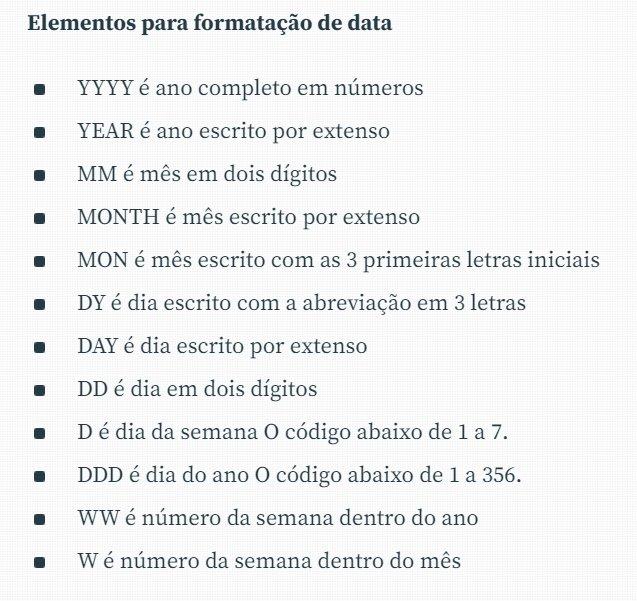 Elementos para formatação de data
YYYY é ano completo em números
YEAR é ano escrito por extenso
MM é mês em dois dígitos
MONTH é mês escrito por extenso
MON é mês escrito com as 3 primeiras letras iniciais
DY é dia escrito com a abreviação em 3 letras
DAY é dia escrito por extenso
DD é dia em dois dígitos
D é dia da semana O código abaixo de 1 a 7.
DDD é dia do ano O código abaixo de 1 a 356.
WW é número da semana dentro do ano
W é número da semana dentro do mês